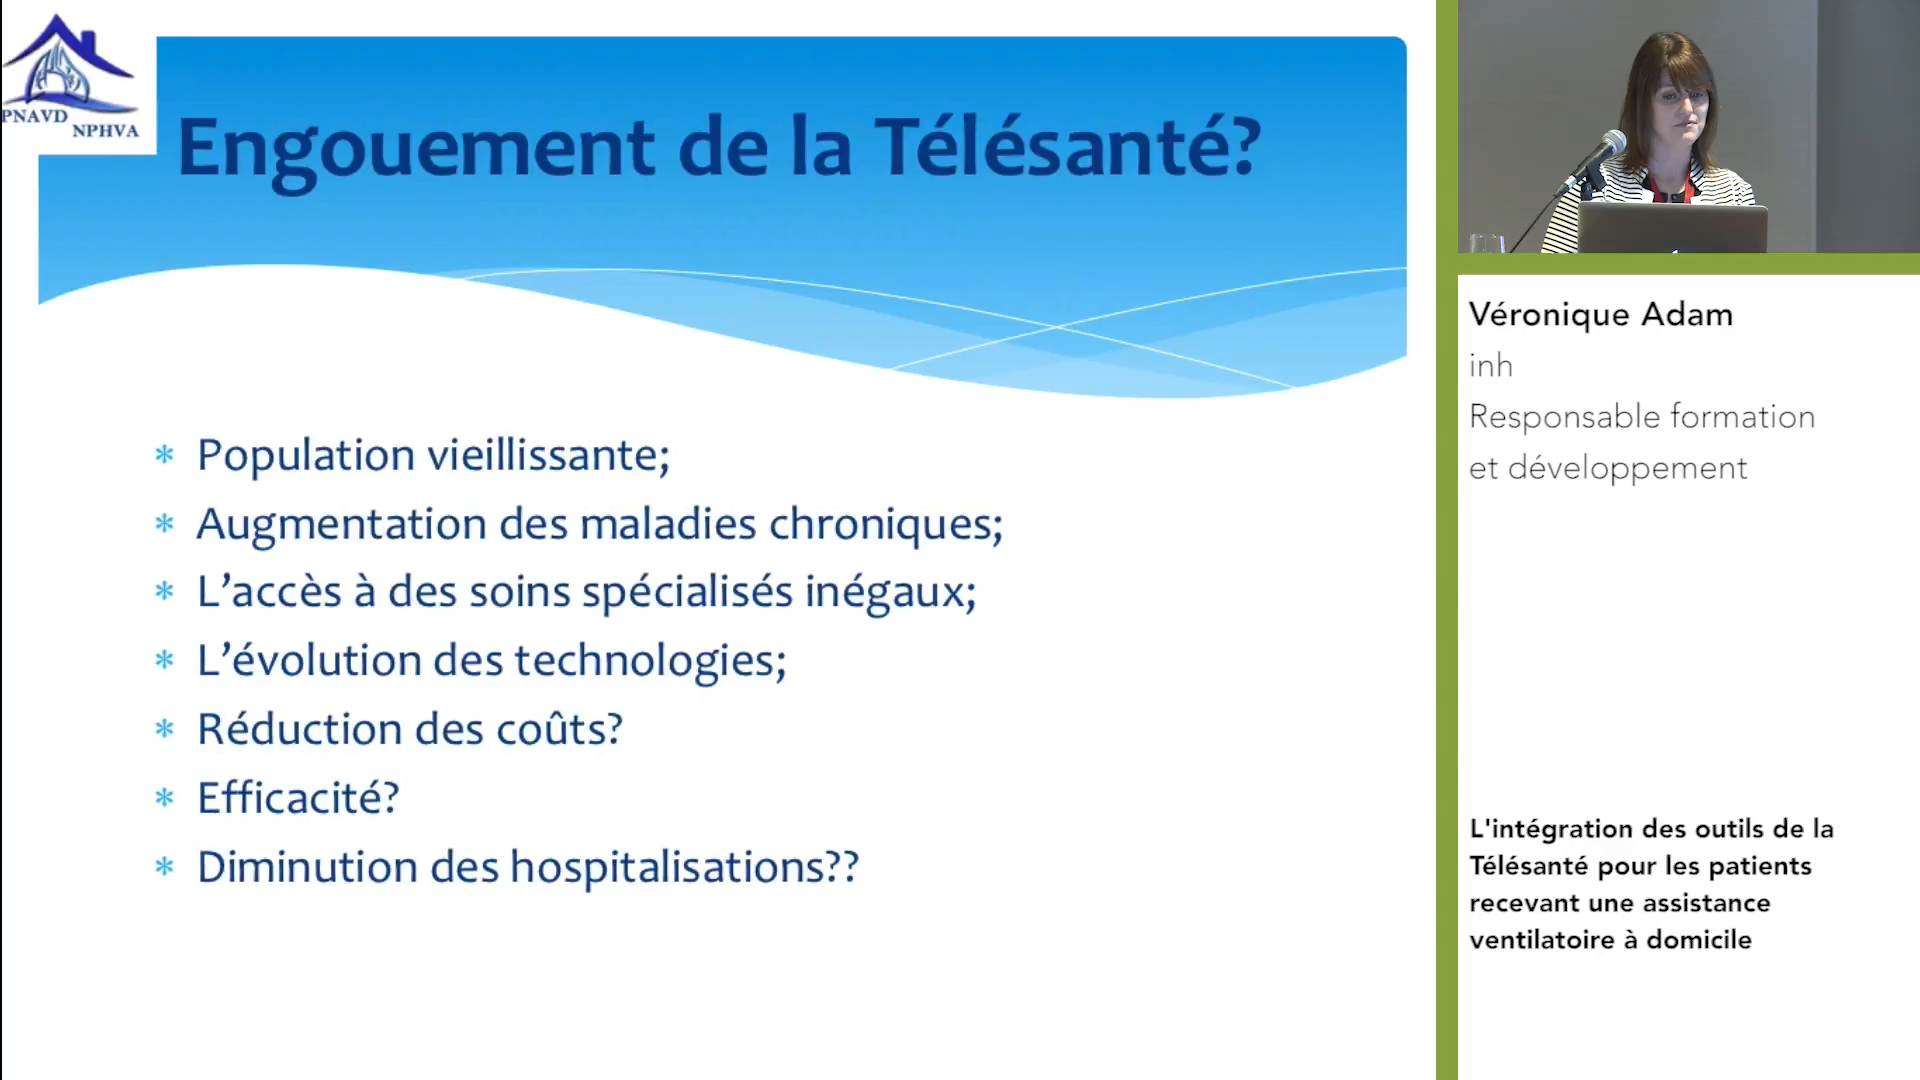 PNAVD
NPHVA
Engouement de la Télésanté?
* Population vieillissante;
* Augmentation des maladies chroniques;
* L’accès à des soins spécialisés inégaux;
* L’évolution des technologies;
* Réduction des coûts?
* Efficacité?
* Diminution des hospitalisations??
Véronique Adam
inh
Responsable formation
et développement
L'intégration des outils de la
Télésanté pour les patients
recevant une assistance
ventilatoire à domicile